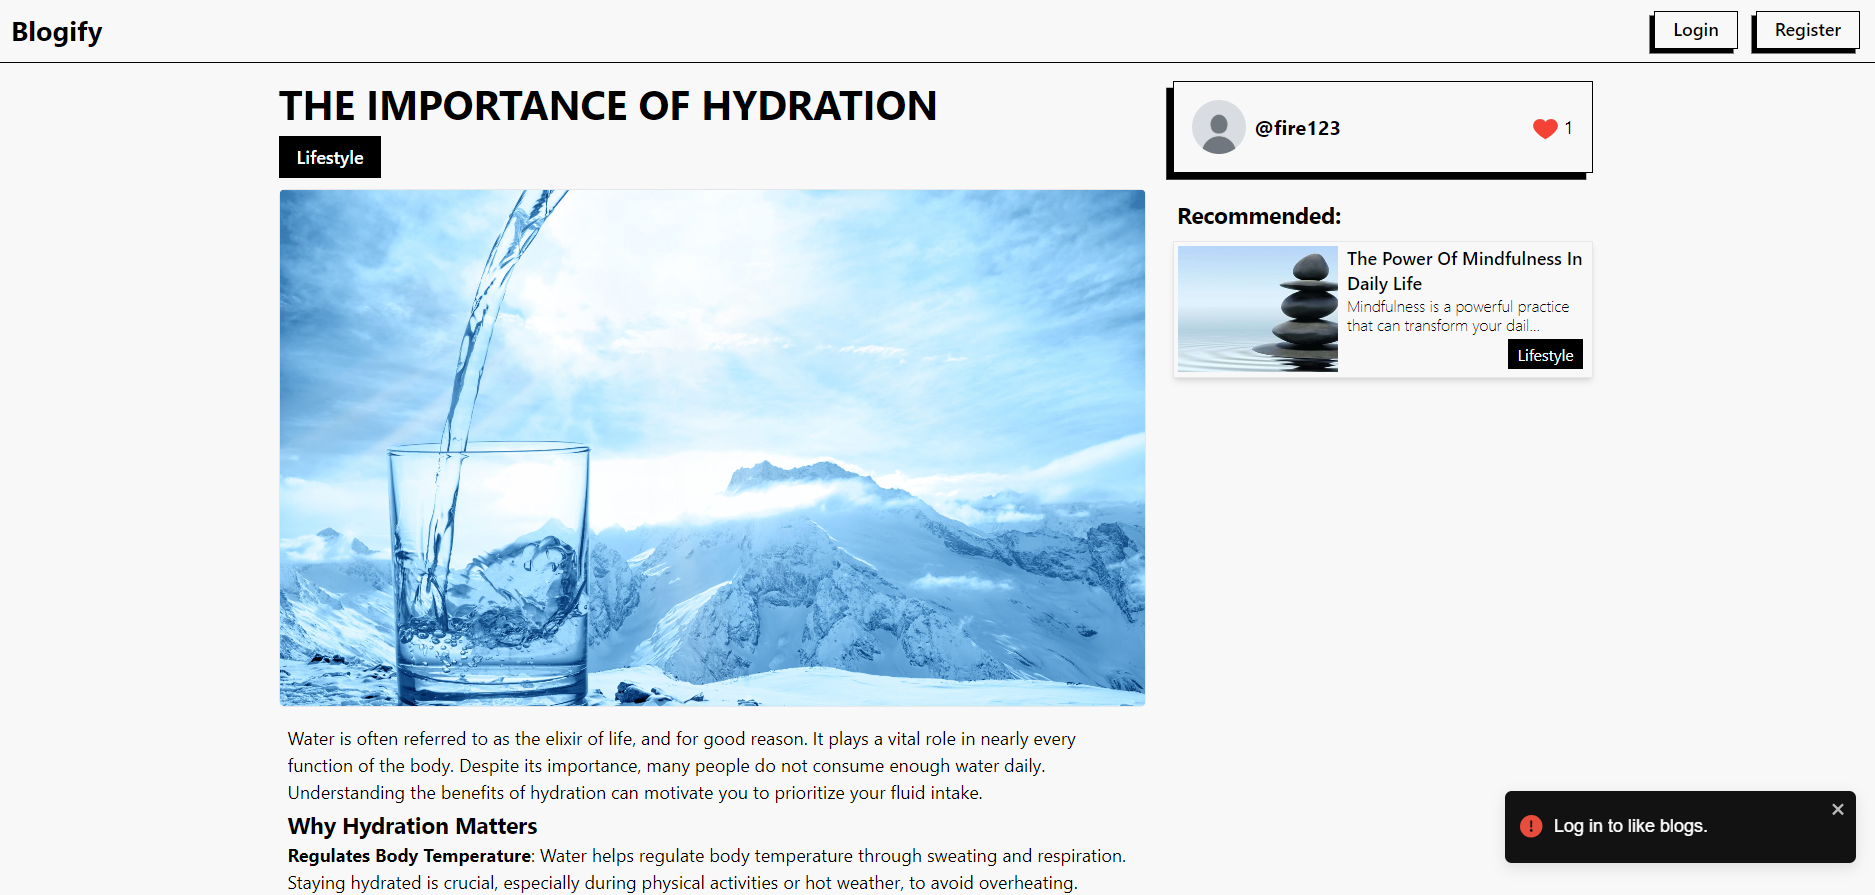 Blogify
Login
Register
THE IMPORTANCE OF HYDRATION
Lifestyle
@fire123
1
Recommended:
The Power Of Mindfulness In
Daily Life
Mindfulness is a powerful practice
that can transform your dail...
Lifestyle
Water is often referred to as the elixir of life, and for good reason. It plays a vital role in nearly every
function of the body. Despite its importance, many people do not consume enough water daily.
Understanding the benefits of hydration can motivate you to prioritize your fluid intake.
Why Hydration Matters
Regulates Body Temperature: Water helps regulate body temperature through sweating and respiration.
Staying hydrated is crucial, especially during physical activities or hot weather, to avoid overheating.
Log in to like blogs.